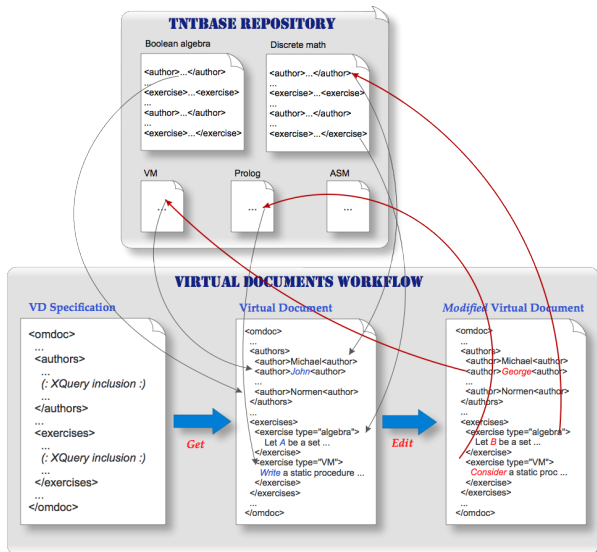 TNTBASE REPOSITORY
Boolean algebra
<author>...</author>
...
<exercise>...<exercise>
...
<author>...</author>
...
<exercise>...</exercise>
Discrete math
<author>...</author>
...
<exercise>...<exercise>
...
<author>...</author>
...
<exercise>...</exercise>
VM
...
Prolog
...
ASM
...
VIRTUAL DOCUMENTS WORKFLOW
VD Specification
<omdoc>
...
<authors>
...
(: XQuery inclusion :)
...
</authors>
...
<exercises>
...
(: XQuery inclusion :)
...
</exercises>
...
</omdoc>
Get
Virtual Document
<omdoc>
...
<authors>
<author>Michael<author>
<author>John<author>
...
<author>Normen<author>
</authors>
...
<exercises>
<exercise type="algebra">
Let A be a set ...
</exercise>
<exercise type="VM">
Write a static procedure ...
</exercise>
</exercises>
...
</omdoc>
Edit
Modified Virtual Document
<omdoc>
...
<authors>
<author>Michael<author>
<author>George<author>
...
<author>Normen<author>
</authors>
...
<exercises>
<exercise type="algebra">
Let B be a set ...
</exercise>
<exercise type="VM">
Consider a static proc ...
</exercise>
</exercises>
...
</omdoc>